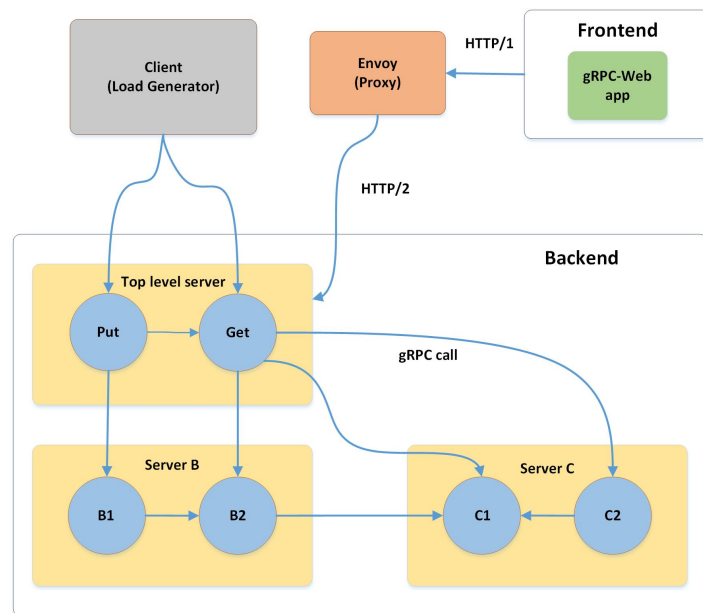 Frontend
HTTP/1
gRPC-Web
app
Client
(Load Generator)
Envoy
(Proxy)
HTTP/2
Backend
Top level server
Put
Get
gRPC call
Server B
Server C
B1
B2
C1
C2